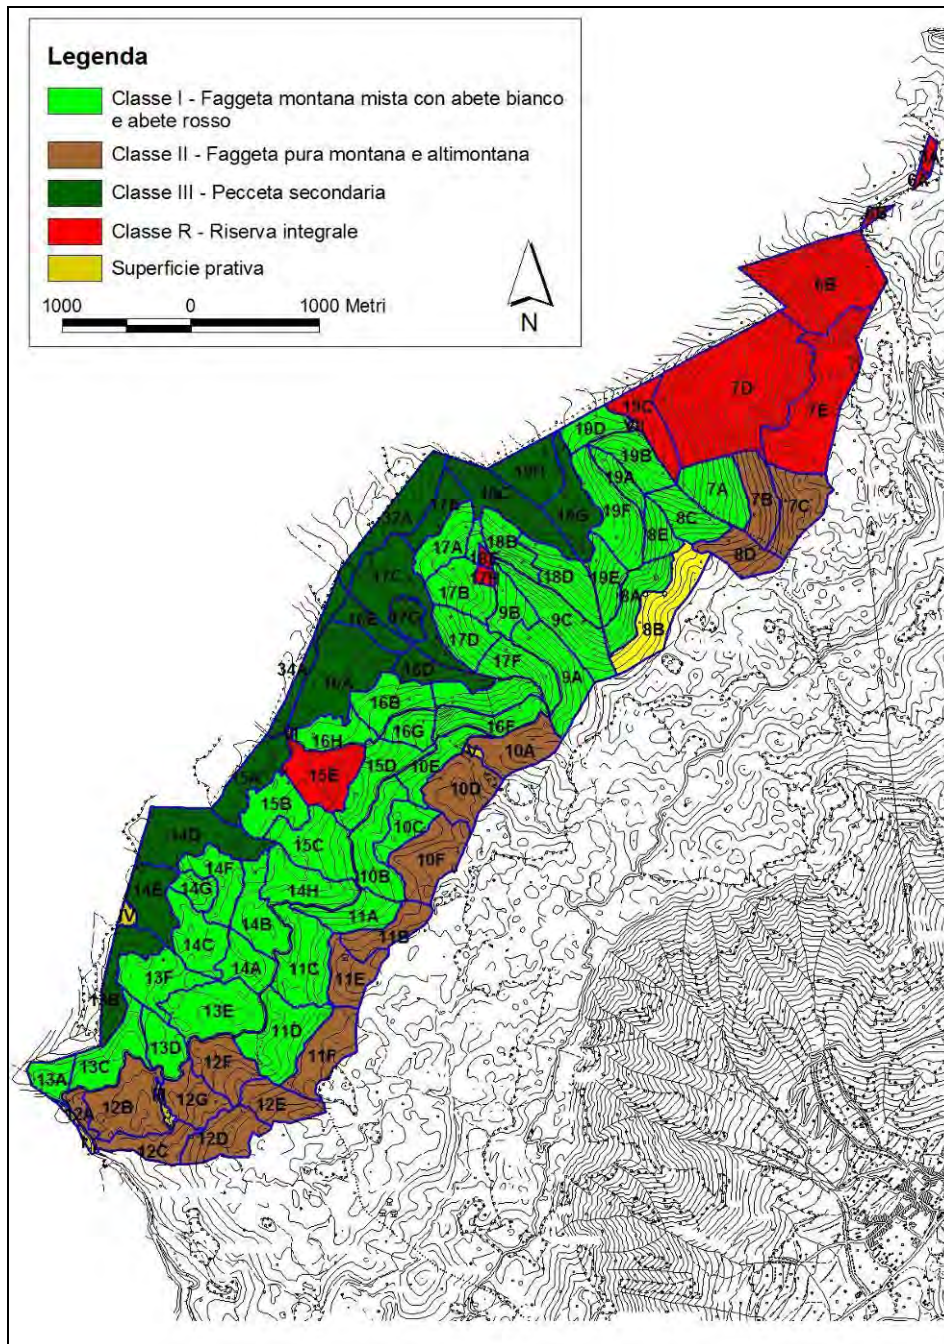 Legenda
Classe I - Faggeta montana mista con abete bianco
e abete rosso
Classe II - Faggeta pura montana e altimontana
Classe III - Pecceta secondaria
Classe R - Riserva integrale
Superficie prativa
1000 0 1000 Metri
N
6A
6B
7D
7E
19C
19D
19B
19A
7A
7B
7C
19F
8C
8E
8D
18G
17A
18B
18D
17C
17B
19E
8A
8B
9B
9C
17D
17F
9A
16D
16B
16G
16F
16H
10A
V
15E
15D
10E
10D
15B
10C
15C
10F
14D
14F
14G
14E
14H
10B
IV
14B
11A
11B
14C
11C
14A
11E
13F
13E
11D
13D
11F
12F
13C
13A
12A
12B
12G
12E
12C
12D